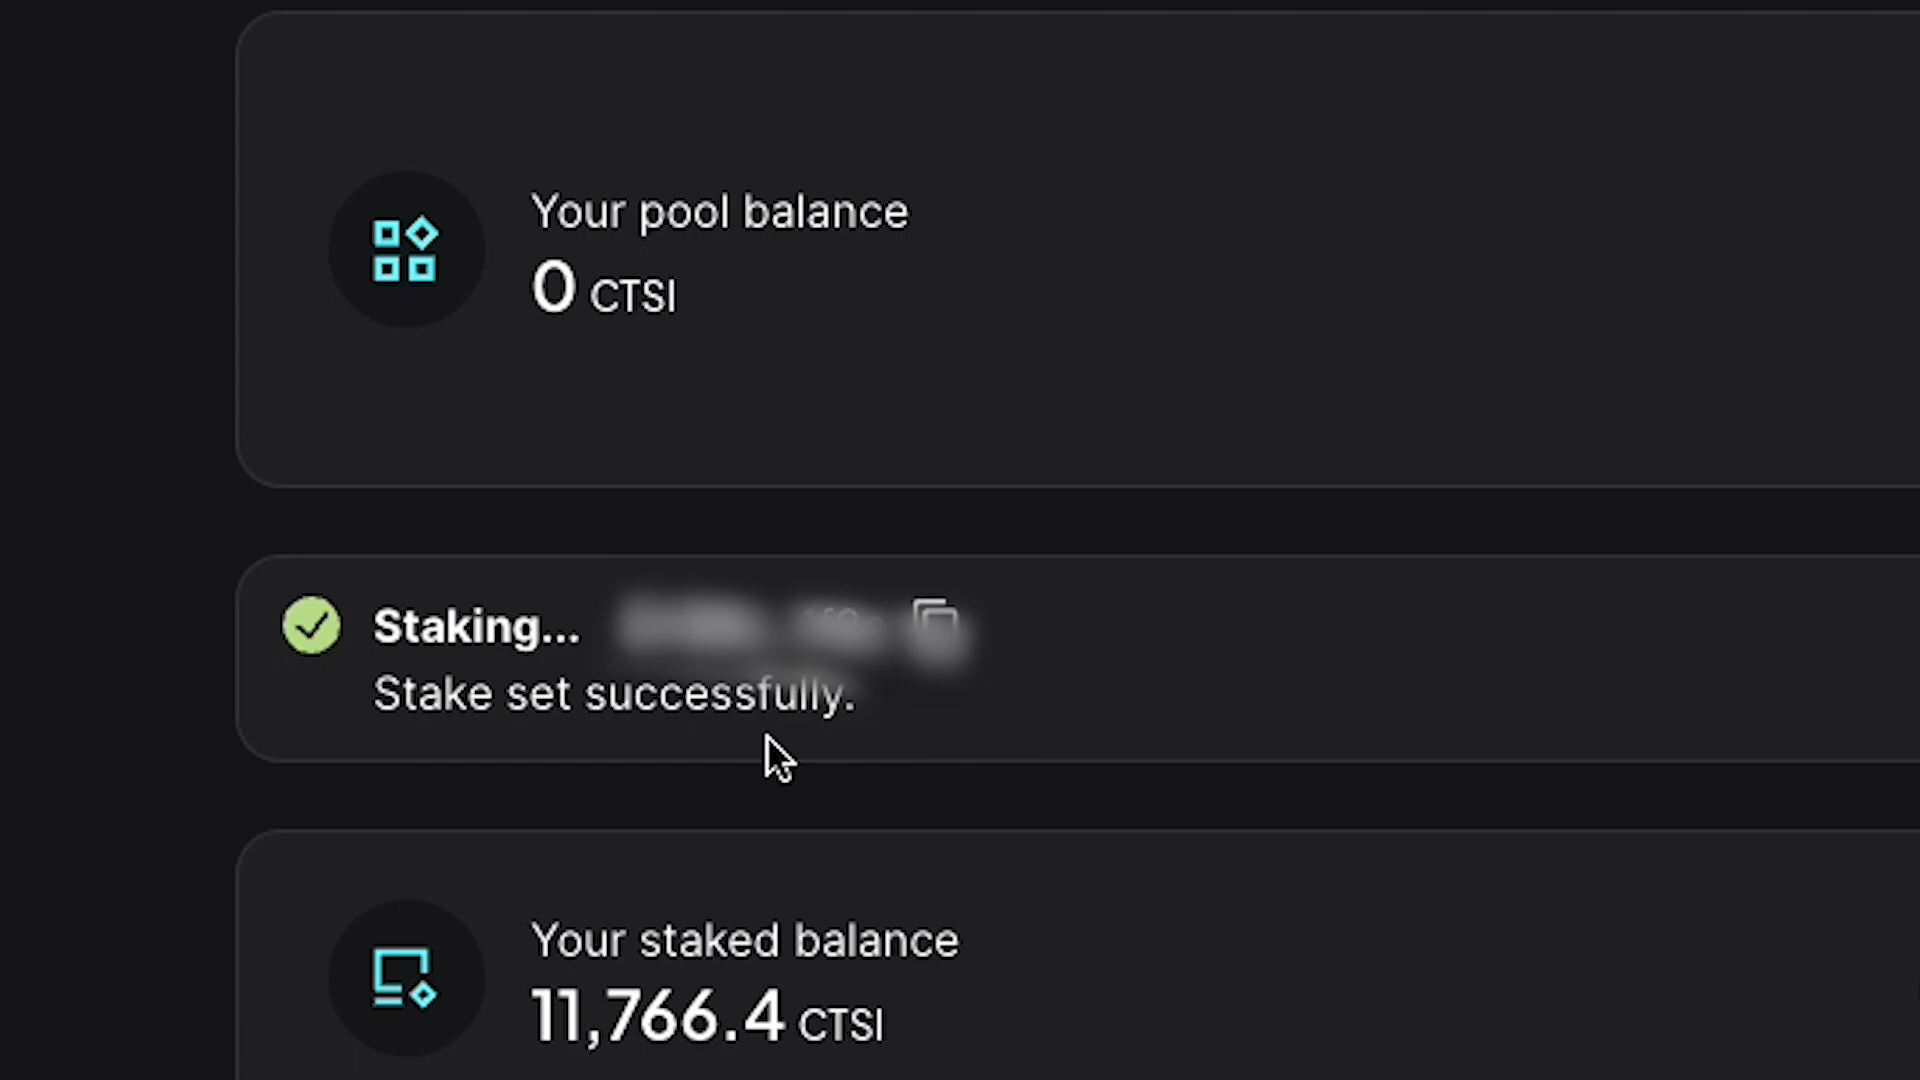 Your pool balance
0 CTSI
Staking...
Stake set successfully.
Your staked balance
11,766.4 CTSI